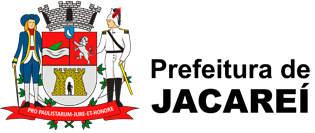 PRO PAULISTARUM-JURE-ET-HONORE
Prefeitura de
JACAREÍ